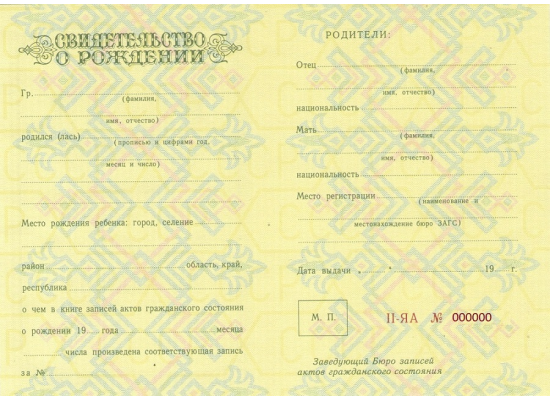 СВИДЕТЕЛЬСТВО
О РОЖДЕНИИ
Гр.
(фамилия,
имя, отчество)
родился (лась)
(прописью и цифрами год,
месяц и число)
Место рождения ребенка: город, селение
район область, край,
республика
о чем в книге записей актов гражданского состояния
о рождении 19 года месяца
числа произведена соответствующая запись
за №
РОДИТЕЛИ:
Отец
(фамилия,
имя, отчество)
национальность
Мать
(фамилия,
имя, отчество)
национальность
Место регистрации
(наименование и
местонахождение бюро ЗАГС)
Дата выдачи « » 19 г.
М. П.
II-ЯА № 000000
Заведующий Бюро записей
актов гражданского состояния